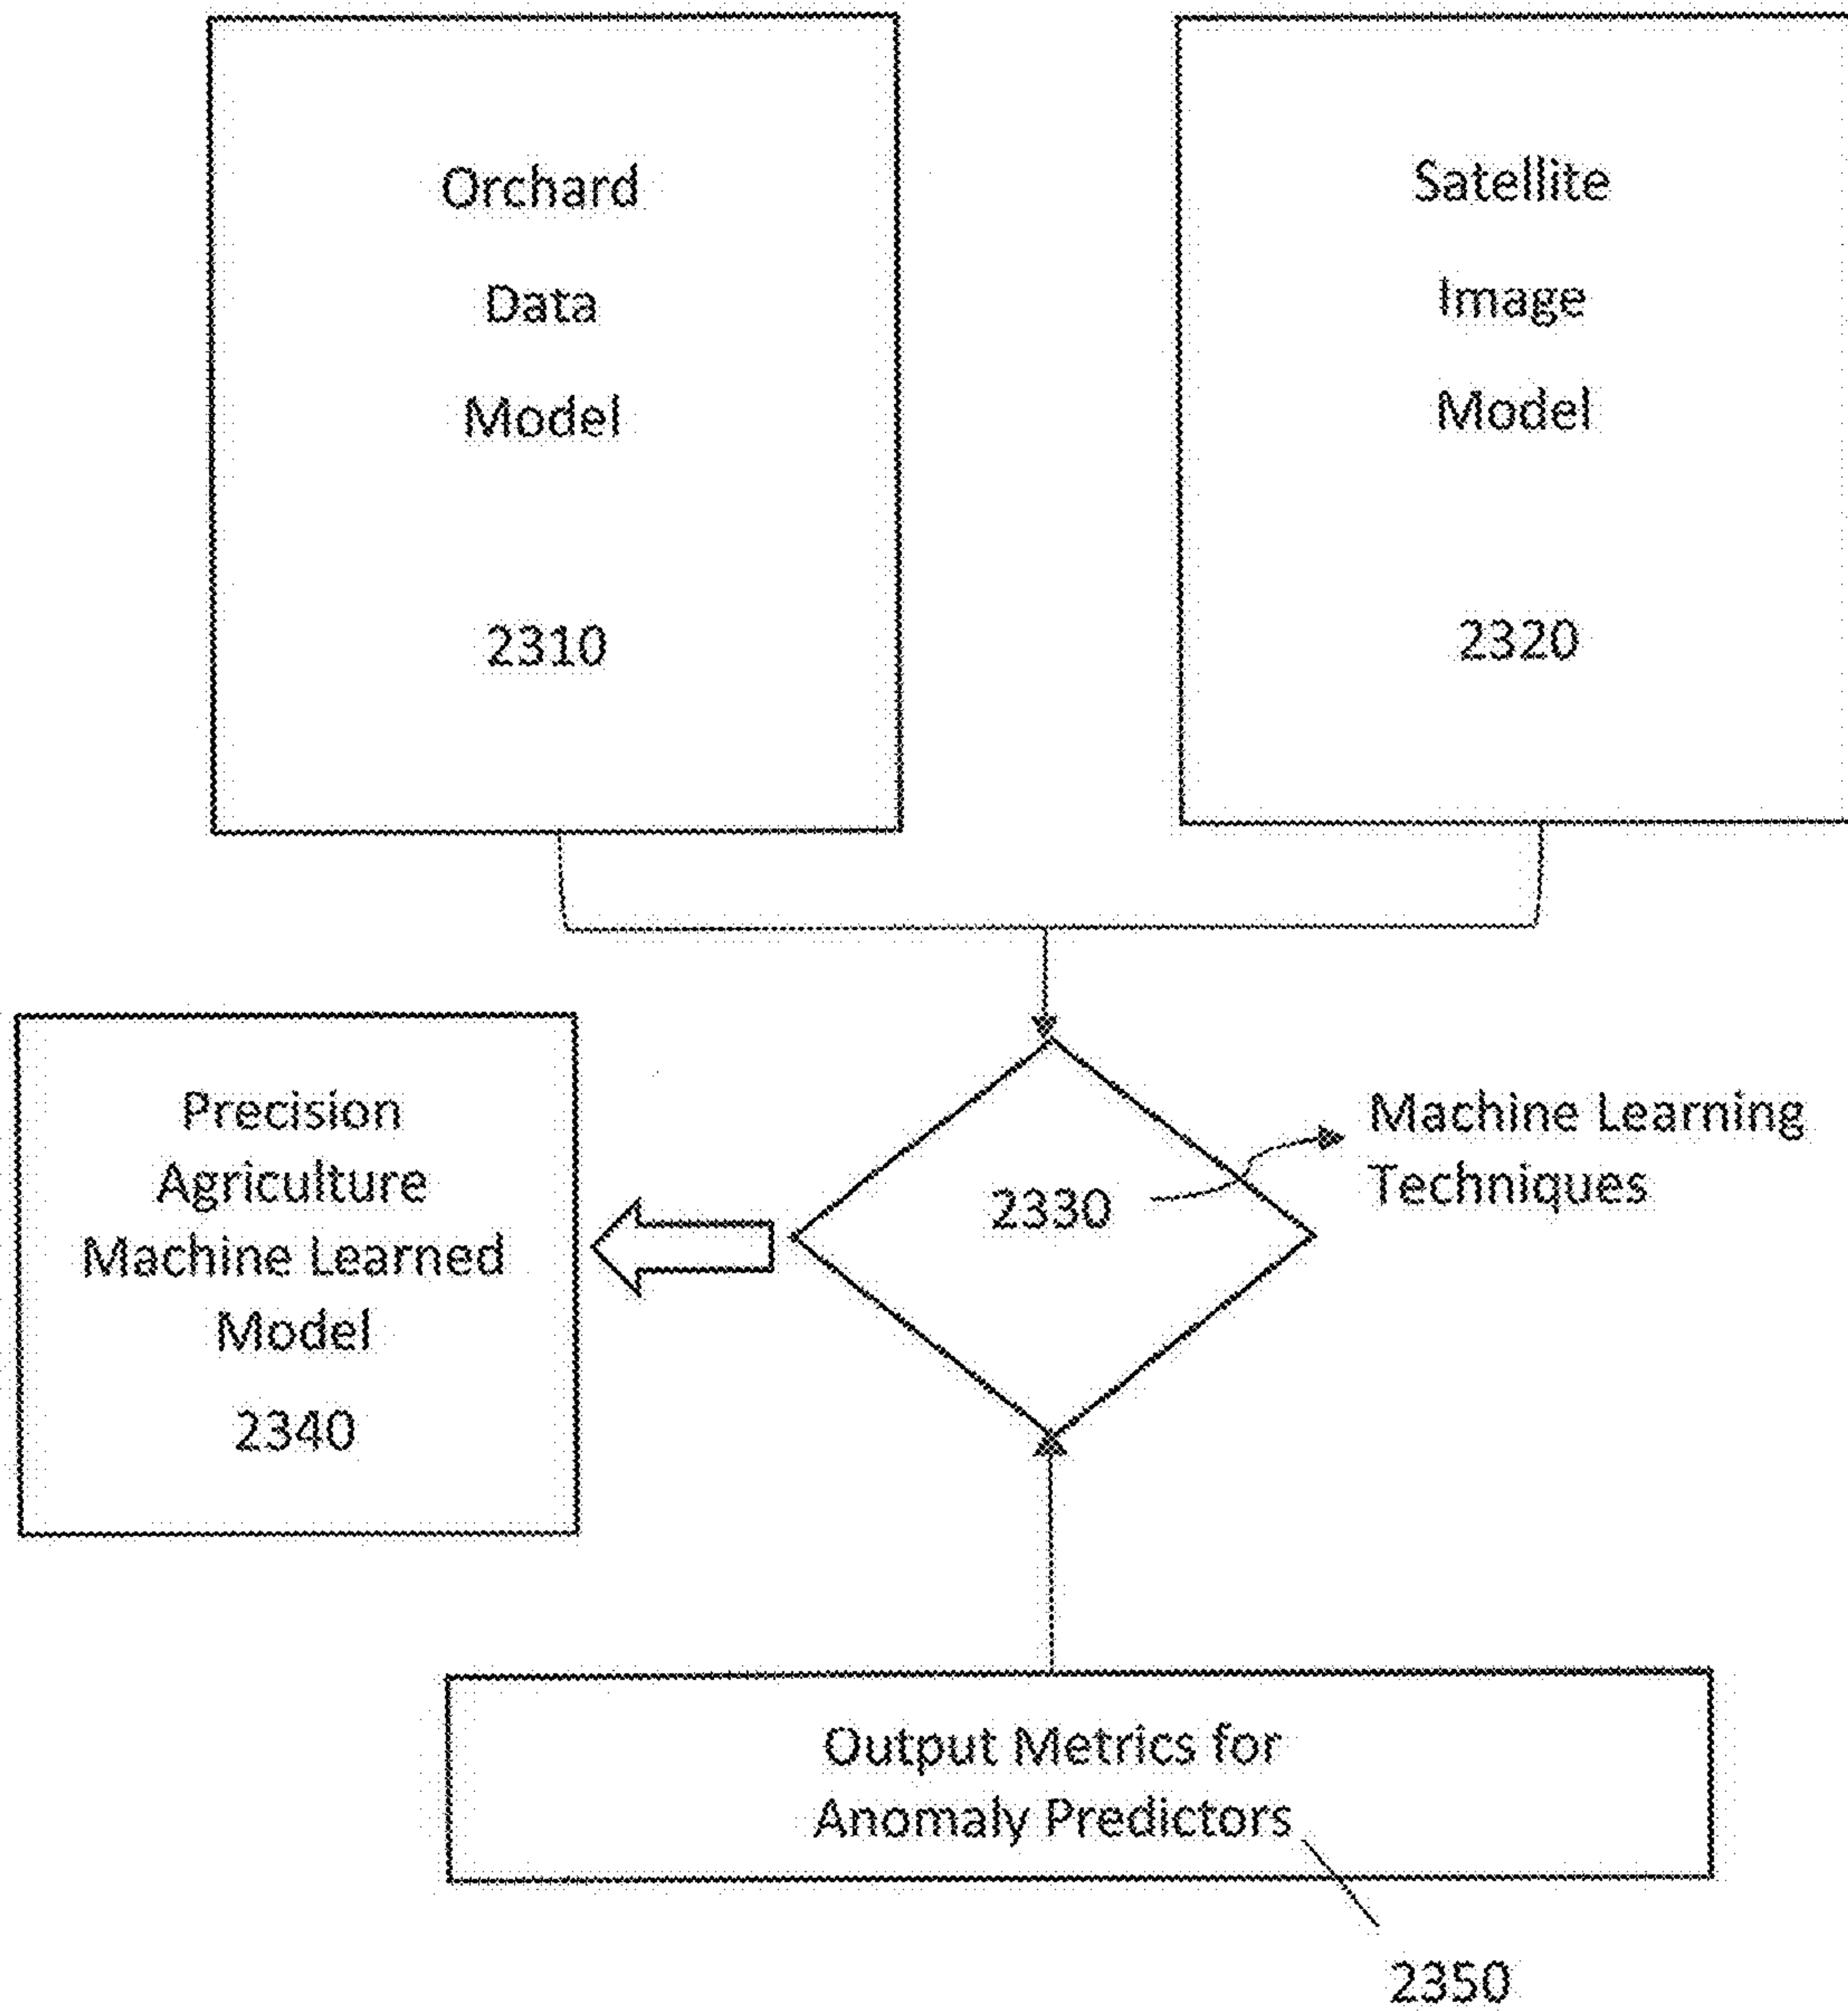 Orchard
Data
Model
2310
Satellite
Image
Model
2320
Precision
Agriculture
Machine Learned
Model
2340
2330
Machine Learning
Techniques
Output Metrics for
Anomaly Predictors
2350